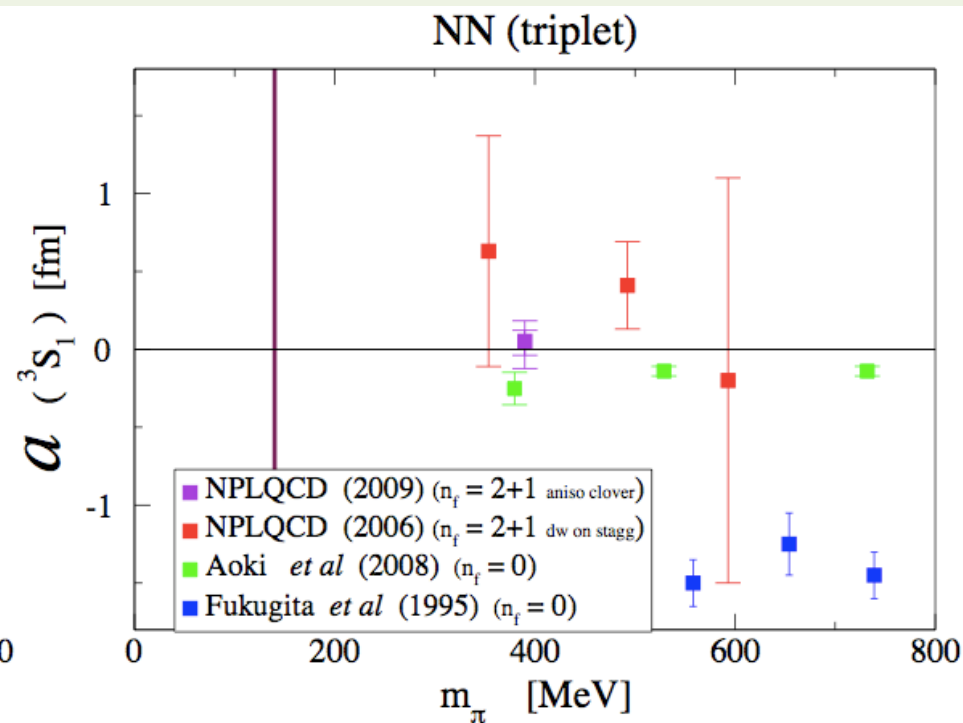 NN (triplet)
a (³S₁) [fm]
1
0
-1
NPLQCD (2009) (n_f = 2+1 aniso clover)
NPLQCD (2006) (n_f = 2+1 dw on stagg)
Aoki et al (2008) (n_f = 0)
Fukugita et al (1995) (n_f = 0)
0
0 200 400 600 800
m_π [MeV]